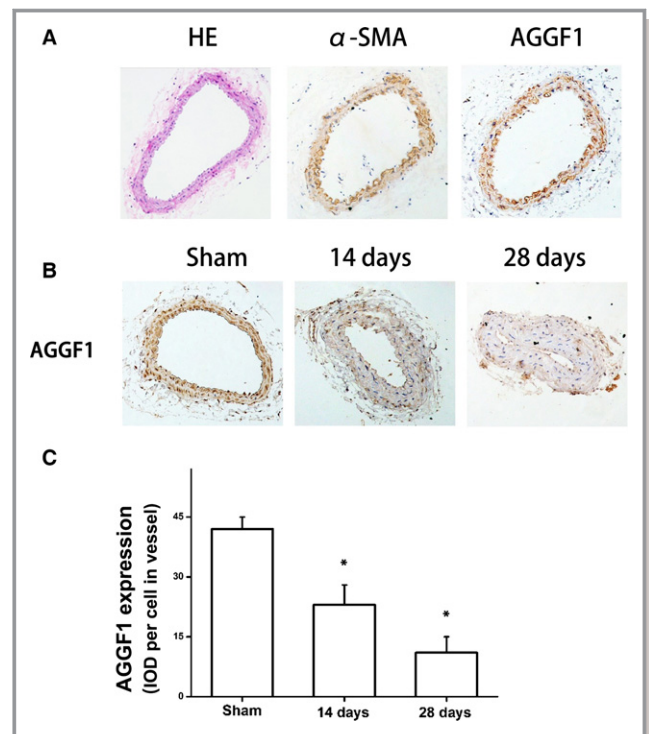 A
HE
α-SMA
AGGF1
B
Sham
14 days
28 days
AGGF1
C
AGGF1 expression
(IOD per cell in vessel)
45
30
15
0
*
*
Sham
14 days
28 days